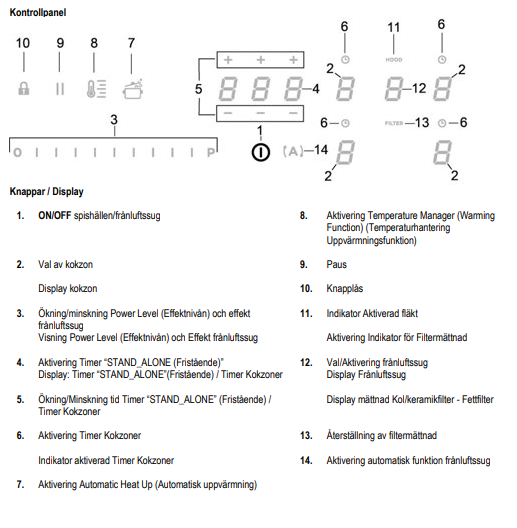 Kontrollpanel
10 9 8 7 6 11 6
HOOD
2 2
+ + +
5 8 8 8 4 8 8 12 8
- - -
3 1 6 FILTER 13 6
0 P (A) 14 8 8
2 2
Knappar / Display
1. ON/OFF spishällen/frånluftssug
2. Val av kokzon
Display kokzon
3. Ökning/minskning Power Level (Effektnivån) och effekt
frånluftssug
Visning Power Level (Effektnivån) och Effekt frånluftssug
4. Aktivering Timer “STAND_ALONE (Fristående)”
Display: Timer “STAND_ALONE”(Fristående) / Timer Kokzoner
5. Ökning/Minskning tid Timer “STAND_ALONE” (Fristående) /
Timer Kokzoner
6. Aktivering Timer Kokzoner
Indikator aktiverad Timer Kokzoner
7. Aktivering Automatic Heat Up (Automatisk uppvärmning)
8. Aktivering Temperature Manager (Warming
Function) (Temperaturhantering
Uppvärmningsfunktion)
9. Paus
10. Knapplås
11. Indikator Aktiverad fläkt
Aktivering Indikator för Filtermättnad
12. Val/Aktivering frånluftssug
Display Frånluftssug
Display mättnad Kol/keramikfilter - Fettfilter
13. Återställning av filtermättnad
14. Aktivering automatisk funktion frånluftssug